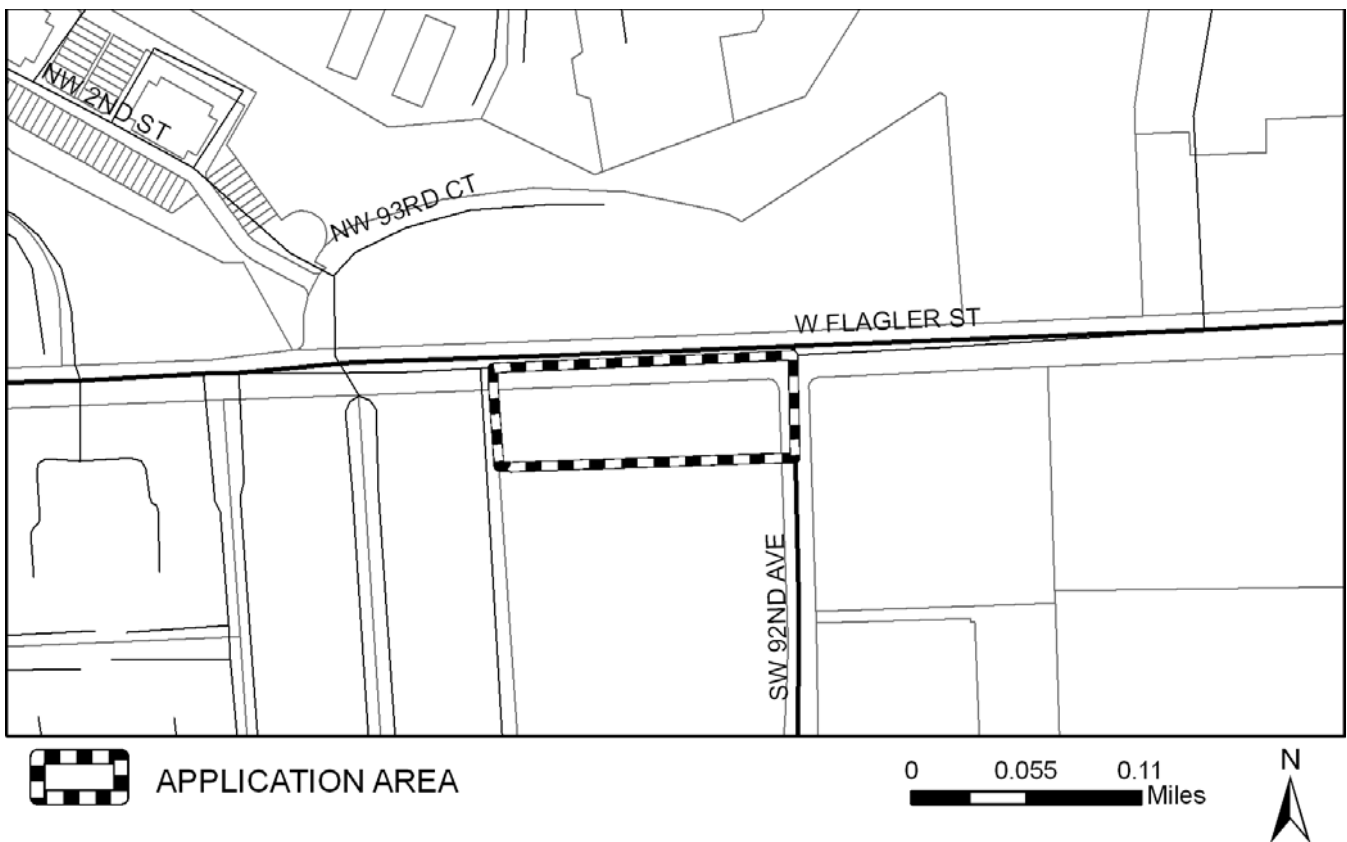 NW 2ND ST
NW 93RD CT
W FLAGLER ST
SW 92ND AVE
APPLICATION AREA
0 0.055 0.11
Miles
N